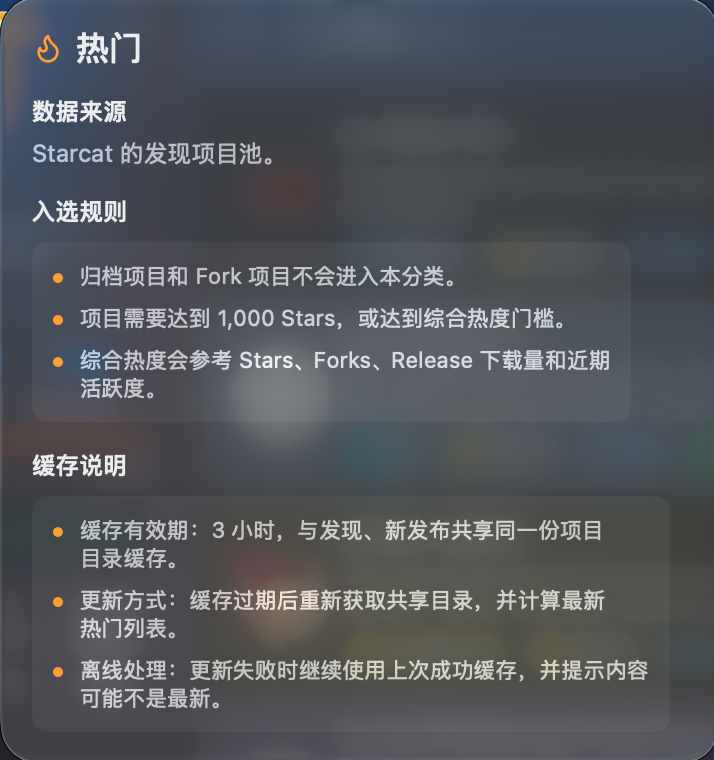 热门
数据来源
Starcat 的发现项目池。
入选规则
归档项目和 Fork 项目不会进入本分类。
项目需要达到 1,000 Stars，或达到综合热度门槛。
综合热度会参考 Stars、Forks、Release 下载量和近期
活跃度。
缓存说明
缓存有效期：3 小时，与发现、新发布共享同一份项目
目录缓存。
更新方式：缓存过期后重新获取共享目录，并计算最新
热门列表。
离线处理：更新失败时继续使用上次成功缓存，并提示内容
可能不是最新。